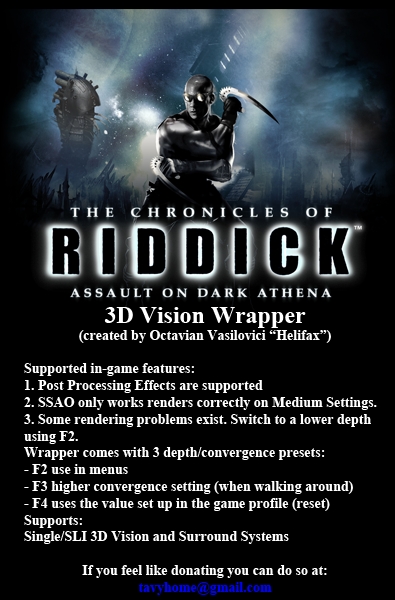 THE CHRONICLES OF
RIDDICK™
ASSAULT ON DARK ATHENA
3D Vision Wrapper
(created by Octavian Vasilovici “Helifax”)
Supported in-game features:
1. Post Processing Effects are supported
2. SSAO only works renders correctly on Medium Settings.
3. Some rendering problems exist. Switch to a lower depth
using F2.
Wrapper comes with 3 depth/convergence presets:
- F2 use in menus
- F3 higher convergence setting (when walking around)
- F4 uses the value set up in the game profile (reset)
Supports:
Single/SLI 3D Vision and Surround Systems
If you feel like donating you can do so at:
tavyhome@gmail.com